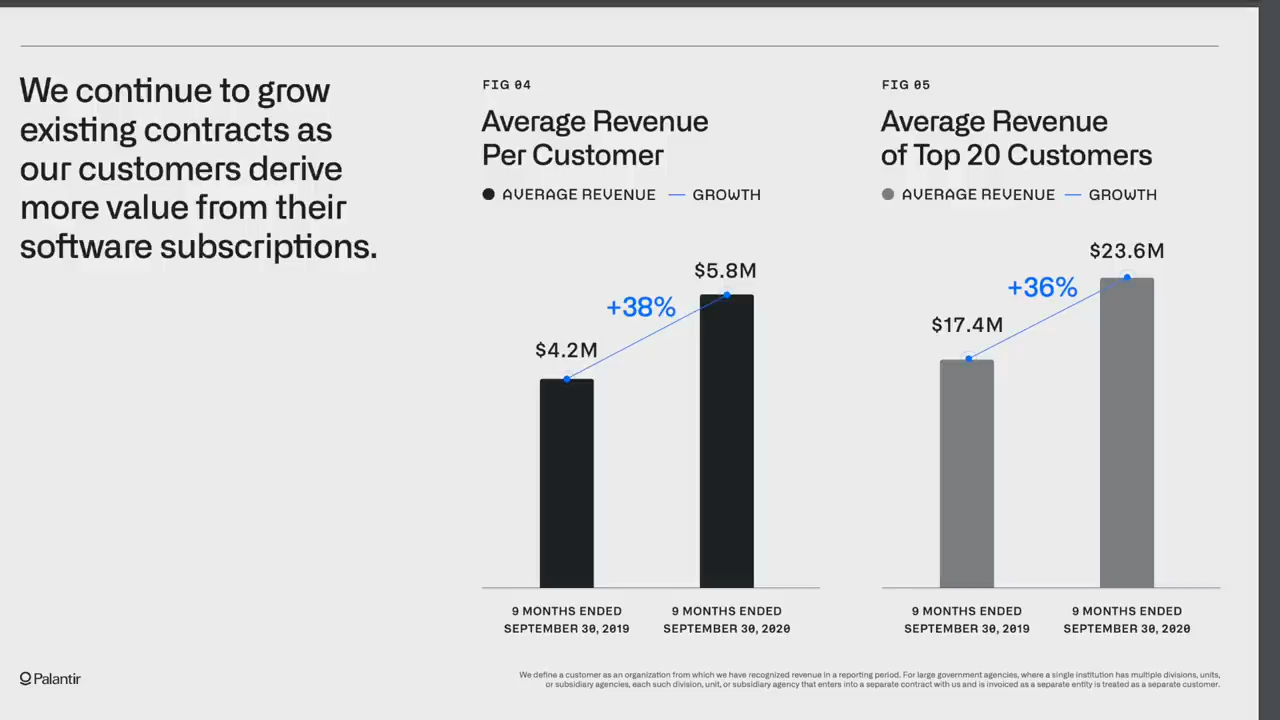 We continue to grow
existing contracts as
our customers derive
more value from their
software subscriptions.
FIG 04
Average Revenue
Per Customer
AVERAGE REVENUE GROWTH
$4.2M
+38%
$5.8M
9 MONTHS ENDED
SEPTEMBER 30, 2019
9 MONTHS ENDED
SEPTEMBER 30, 2020
FIG 05
Average Revenue
of Top 20 Customers
AVERAGE REVENUE GROWTH
$17.4M
+36%
$23.6M
9 MONTHS ENDED
SEPTEMBER 30, 2019
9 MONTHS ENDED
SEPTEMBER 30, 2020
Palantir
We define a customer as an organization from which we have recognized revenue in a reporting period. For large government agencies, where a single institution has multiple divisions, units,
or subsidiary agencies, each such division, unit, or subsidiary agency that enters into a separate contract with us and is invoiced as a separate entity is treated as a separate customer.